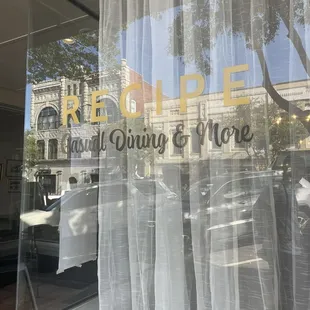 RECIPE
Casual Dining & More